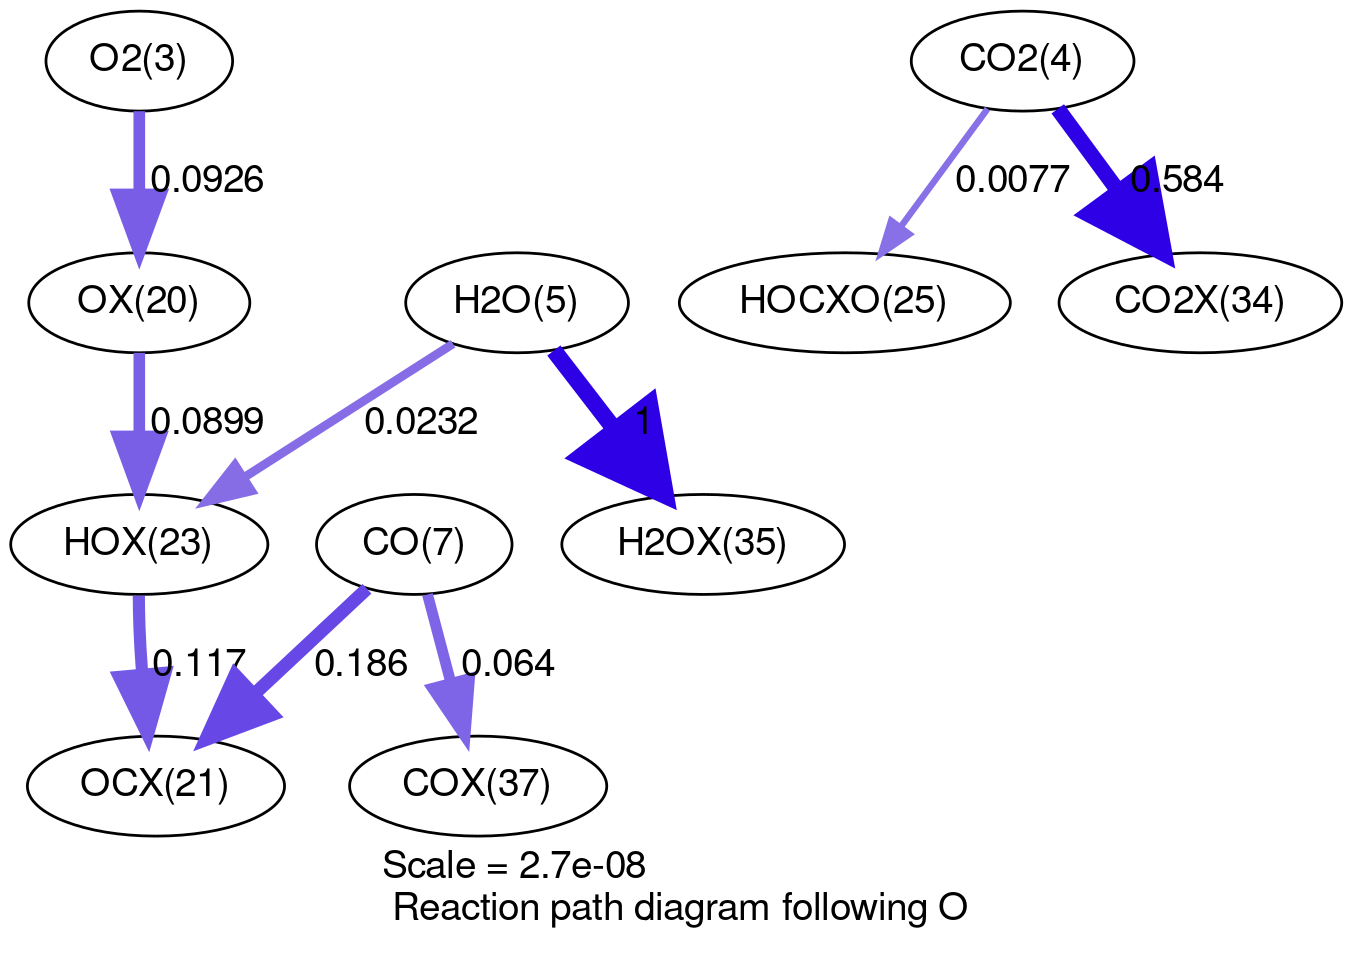 O2(3)
CO2(4)
0.0926
0.0077
0.584
OX(20)
H2O(5)
HOCXO(25)
CO2X(34)
0.0899
0.0232
1
HOX(23)
CO(7)
H2OX(35)
0.117
0.186
0.064
OCX(21)
COX(37)
Scale = 2.7e-08
Reaction path diagram following O